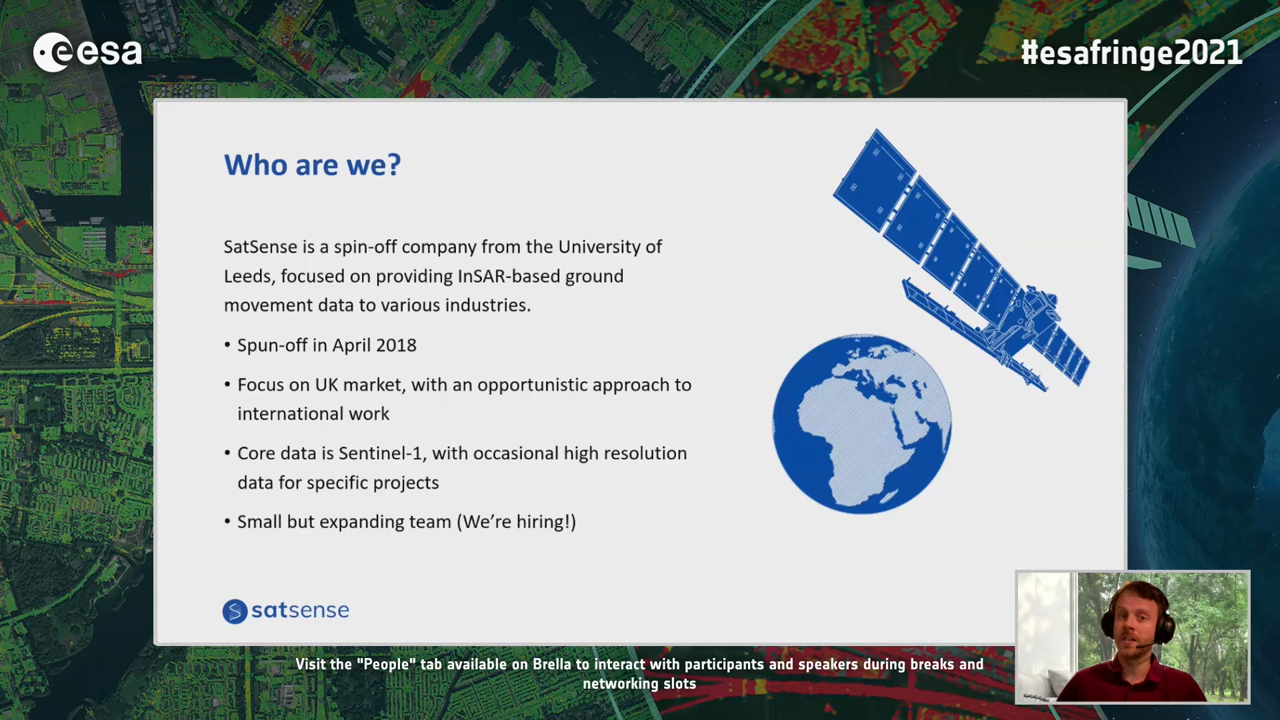 esa
#esafringe2021
Who are we?
SatSense is a spin-off company from the University of
Leeds, focused on providing InSAR-based ground
movement data to various industries.
• Spun-off in April 2018
• Focus on UK market, with an opportunistic approach to
international work
• Core data is Sentinel-1, with occasional high resolution
data for specific projects
• Small but expanding team (We're hiring!)
satsense
Visit the "People" tab available on Brella to interact with participants and speakers during breaks and
networking slots